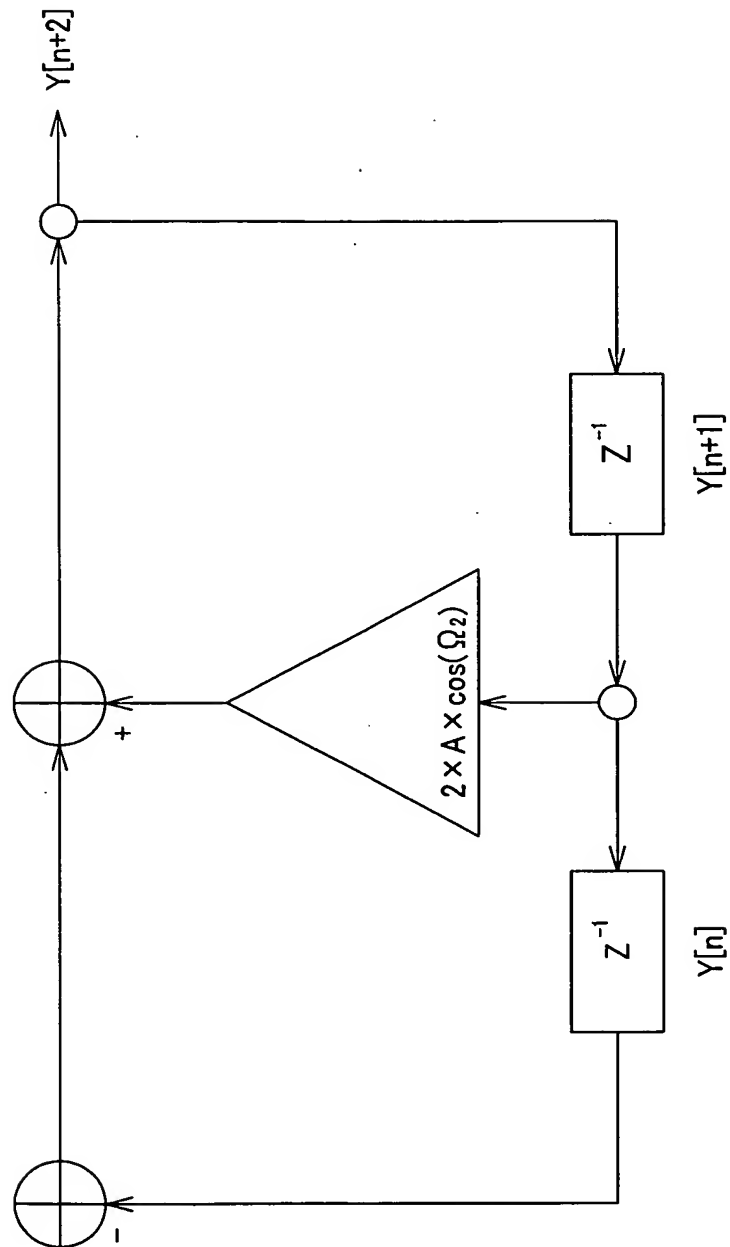 Y[n+2]
+
-
2 × A × cos(Ω₂)
Z⁻¹
Z⁻¹
Y[n+1]
Y[n]